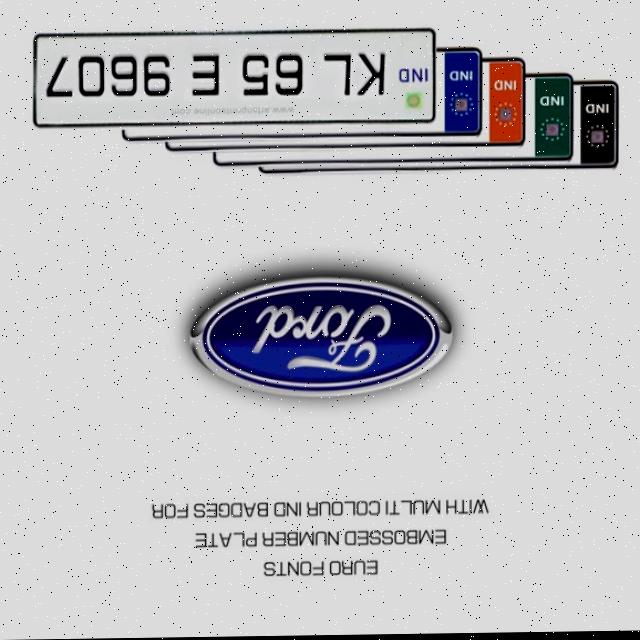 EURO FONTS
EMBOSSED NUMBER PLATE
WITH MULTI COLOUR IND BADGES FOR
Ford
IND IND IND IND IND KL 65 E 9607